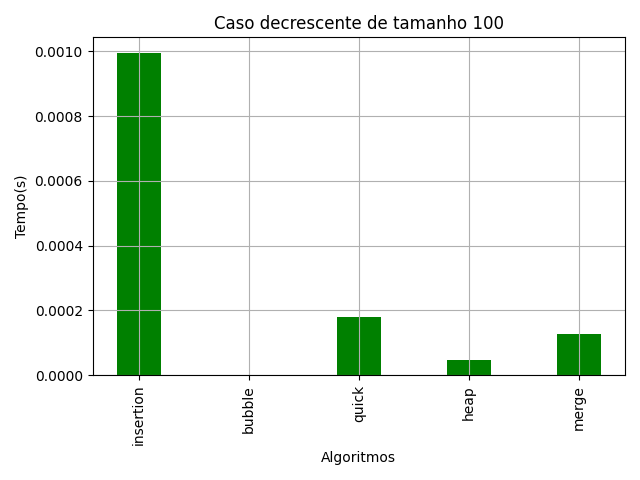 Caso decrescente de tamanho 100
Tempo(s)
0.0010
0.0008
0.0006
0.0004
0.0002
0.0000
insertion
bubble
quick
heap
merge
Algoritmos